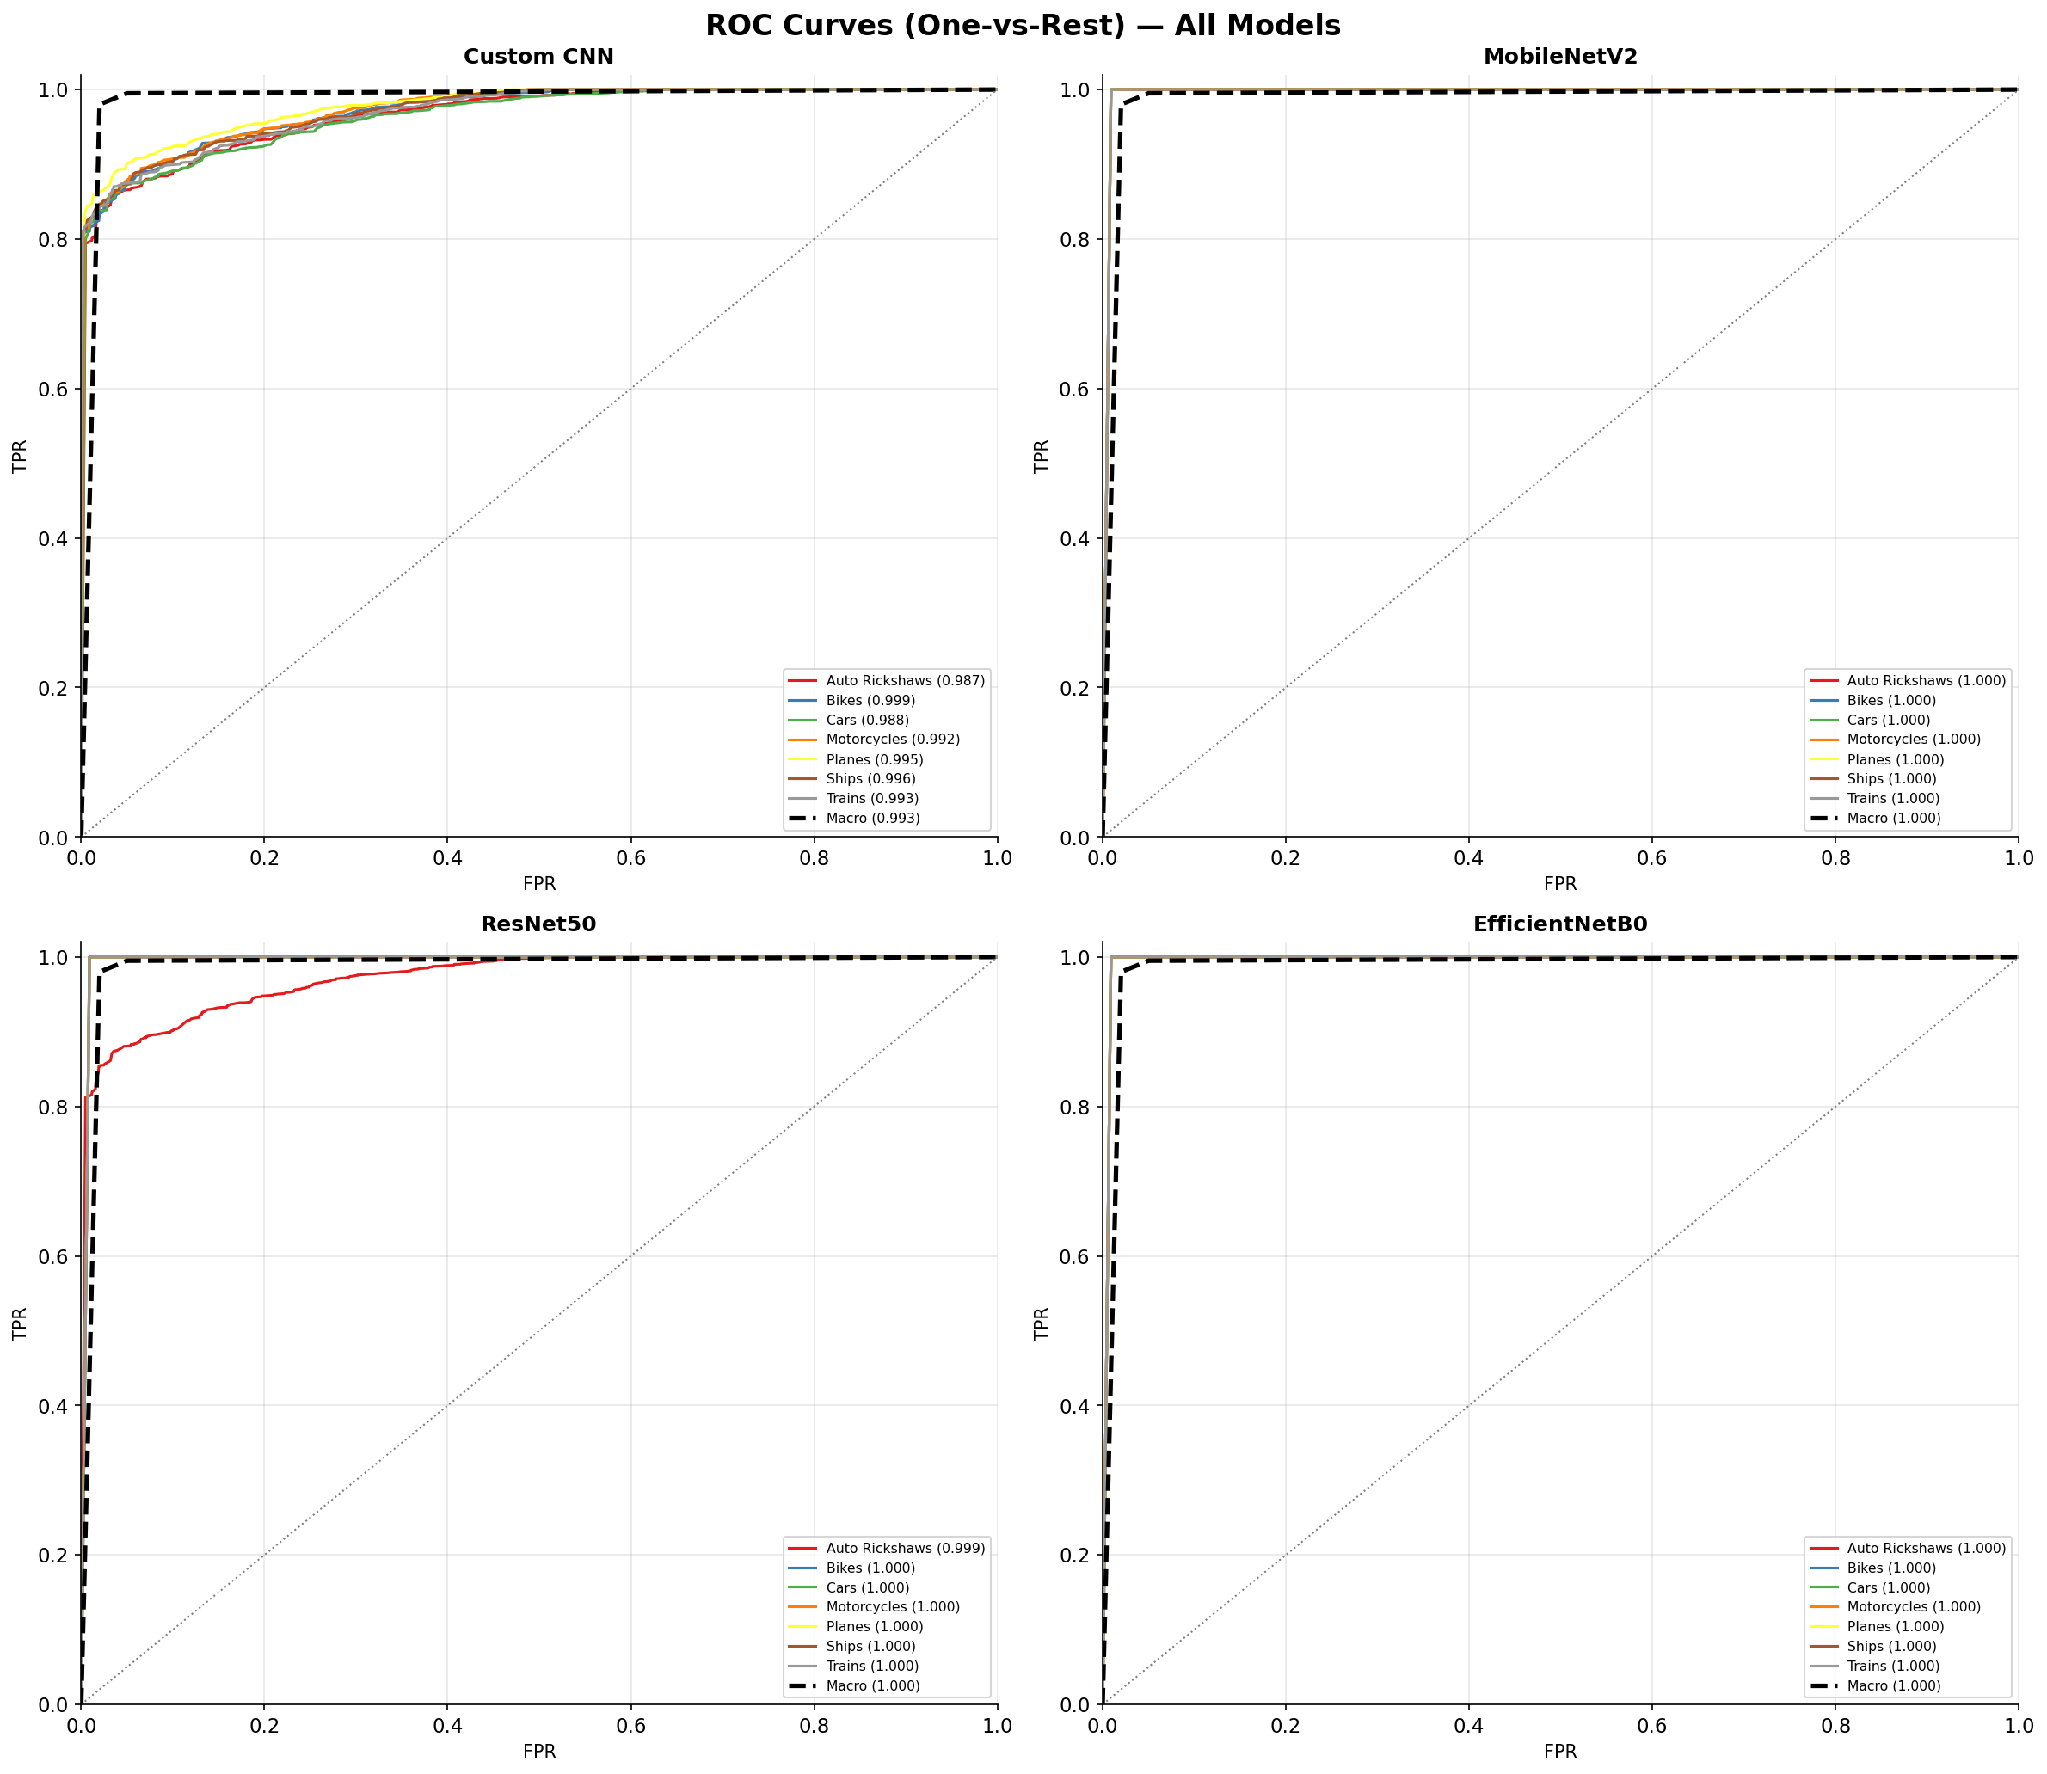 ROC Curves (One-vs-Rest) — All Models
Custom CNN
1.0
0.8
0.6
0.4
0.2
0.0
TPR
0.0 0.2 0.4 0.6 0.8 1.0
FPR
Auto Rickshaws (0.987)
Bikes (0.999)
Cars (0.988)
Motorcycles (0.992)
Planes (0.995)
Ships (0.996)
Trains (0.993)
Macro (0.993)
MobileNetV2
1.0
0.8
0.6
0.4
0.2
0.0
TPR
0.0 0.2 0.4 0.6 0.8 1.0
FPR
Auto Rickshaws (1.000)
Bikes (1.000)
Cars (1.000)
Motorcycles (1.000)
Planes (1.000)
Ships (1.000)
Trains (1.000)
Macro (1.000)
ResNet50
1.0
0.8
0.6
0.4
0.2
0.0
TPR
0.0 0.2 0.4 0.6 0.8 1.0
FPR
Auto Rickshaws (0.999)
Bikes (1.000)
Cars (1.000)
Motorcycles (1.000)
Planes (1.000)
Ships (1.000)
Trains (1.000)
Macro (1.000)
EfficientNetB0
1.0
0.8
0.6
0.4
0.2
0.0
TPR
0.0 0.2 0.4 0.6 0.8 1.0
FPR
Auto Rickshaws (1.000)
Bikes (1.000)
Cars (1.000)
Motorcycles (1.000)
Planes (1.000)
Ships (1.000)
Trains (1.000)
Macro (1.000)